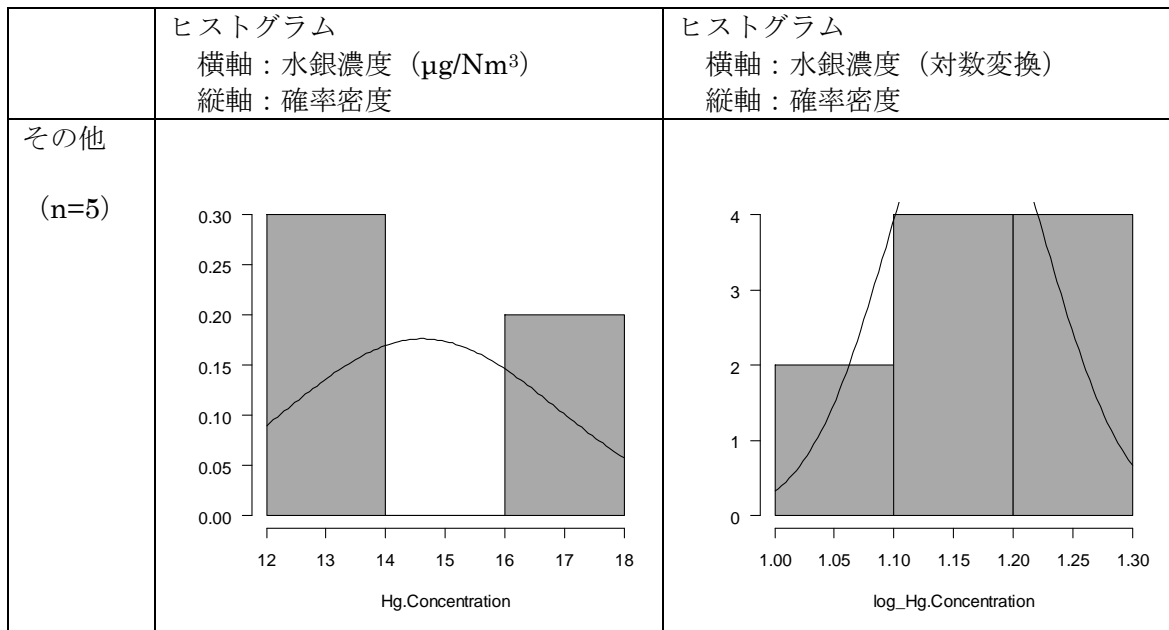 ヒストグラム
横軸：水銀濃度（µg/Nm³）
縦軸：確率密度
ヒストグラム
横軸：水銀濃度（対数変換）
縦軸：確率密度
その他
（n=5）
0.30
0.25
0.20
0.15
0.10
0.05
0.00
12 13 14 15 16 17 18
Hg.Concentration
4
3
2
1
0
1.00 1.05 1.10 1.15 1.20 1.25 1.30
log_Hg.Concentration